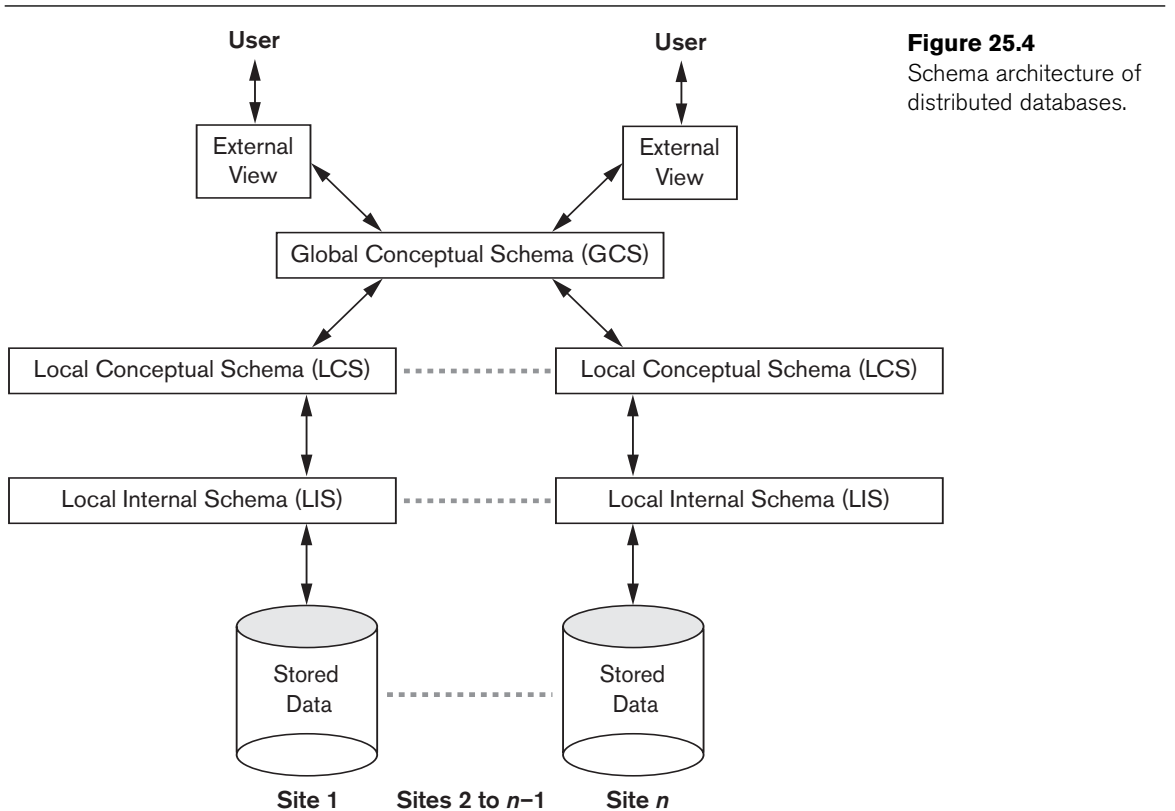 User
User
Figure 25.4
Schema architecture of
distributed databases.
External
View
External
View
Global Conceptual Schema (GCS)
Local Conceptual Schema (LCS)
Local Conceptual Schema (LCS)
Local Internal Schema (LIS)
Local Internal Schema (LIS)
Stored
Data
Stored
Data
Site 1
Sites 2 to n–1
Site n